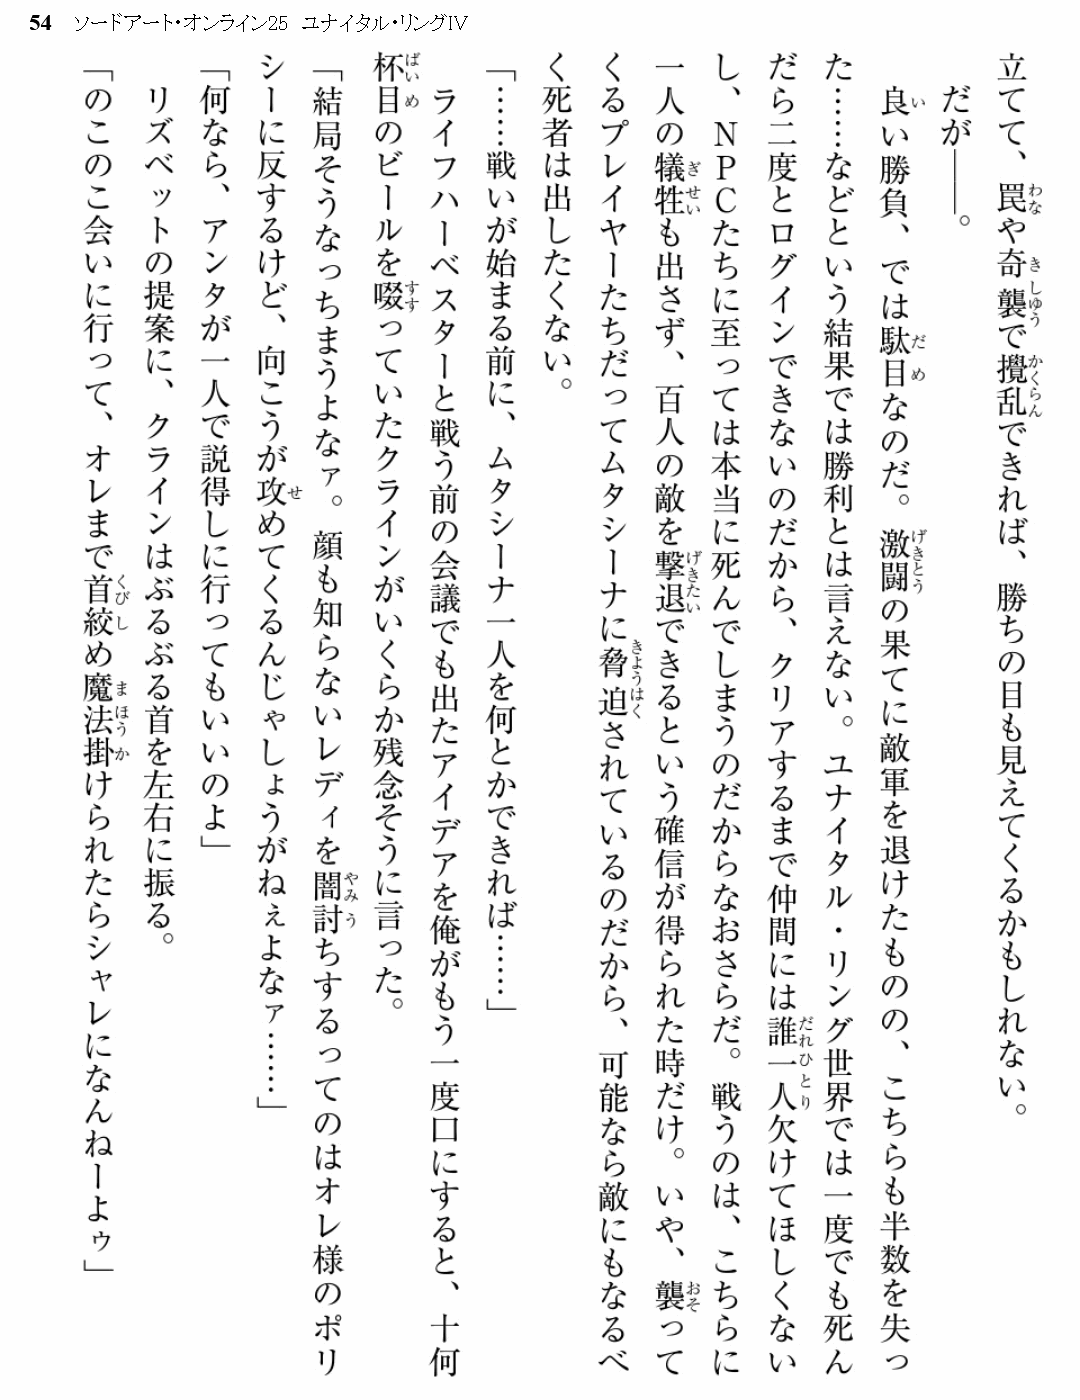 54 ソードアート・オンライン25 ユナイタル・リングⅣ
立てて、罠や奇襲で攪乱できれば、勝ちの目も見えてくるかもしれない。
だが――。
良い勝負、では駄目なのだ。激闘の果てに敵軍を退けたものの、こちらも半数を失っ
た……などという結果では勝利とは言えない。ユナイタル・リング世界では一度でも死ん
だら二度とログインできないのだから、クリアするまで仲間には誰一人欠けてほしくない
し、ＮＰＣたちに至っては本当に死んでしまうのだからなおさらだ。戦うのは、こちらに
一人の犠牲も出さず、百人の敵を撃退できるという確信が得られた時だけ。いや、襲って
くるプレイヤーたちだってムタシーナに脅迫されているのだから、可能なら敵にもなるべ
く死者は出したくない。
「……戦いが始まる前に、ムタシーナ一人を何とかできれば……」
ライフハーベスターと戦う前の会議でも出たアイデアを俺がもう一度口にすると、十何
杯目のビールを啜っていたクラインがいくらか残念そうに言った。
「結局そうなっちまうよなァ。顔も知らないレディを闇討ちするってのはオレ様のポリ
シーに反するけど、向こうが攻めてくるんじゃしょうがねぇよなァ……」
「何なら、アンタが一人で説得しに行ってもいいのよ」
リズベットの提案に、クラインはぶるぶる首を左右に振る。
「のこのこ会いに行って、オレまで首絞め魔法掛けられたらシャレになんねーよゥ」